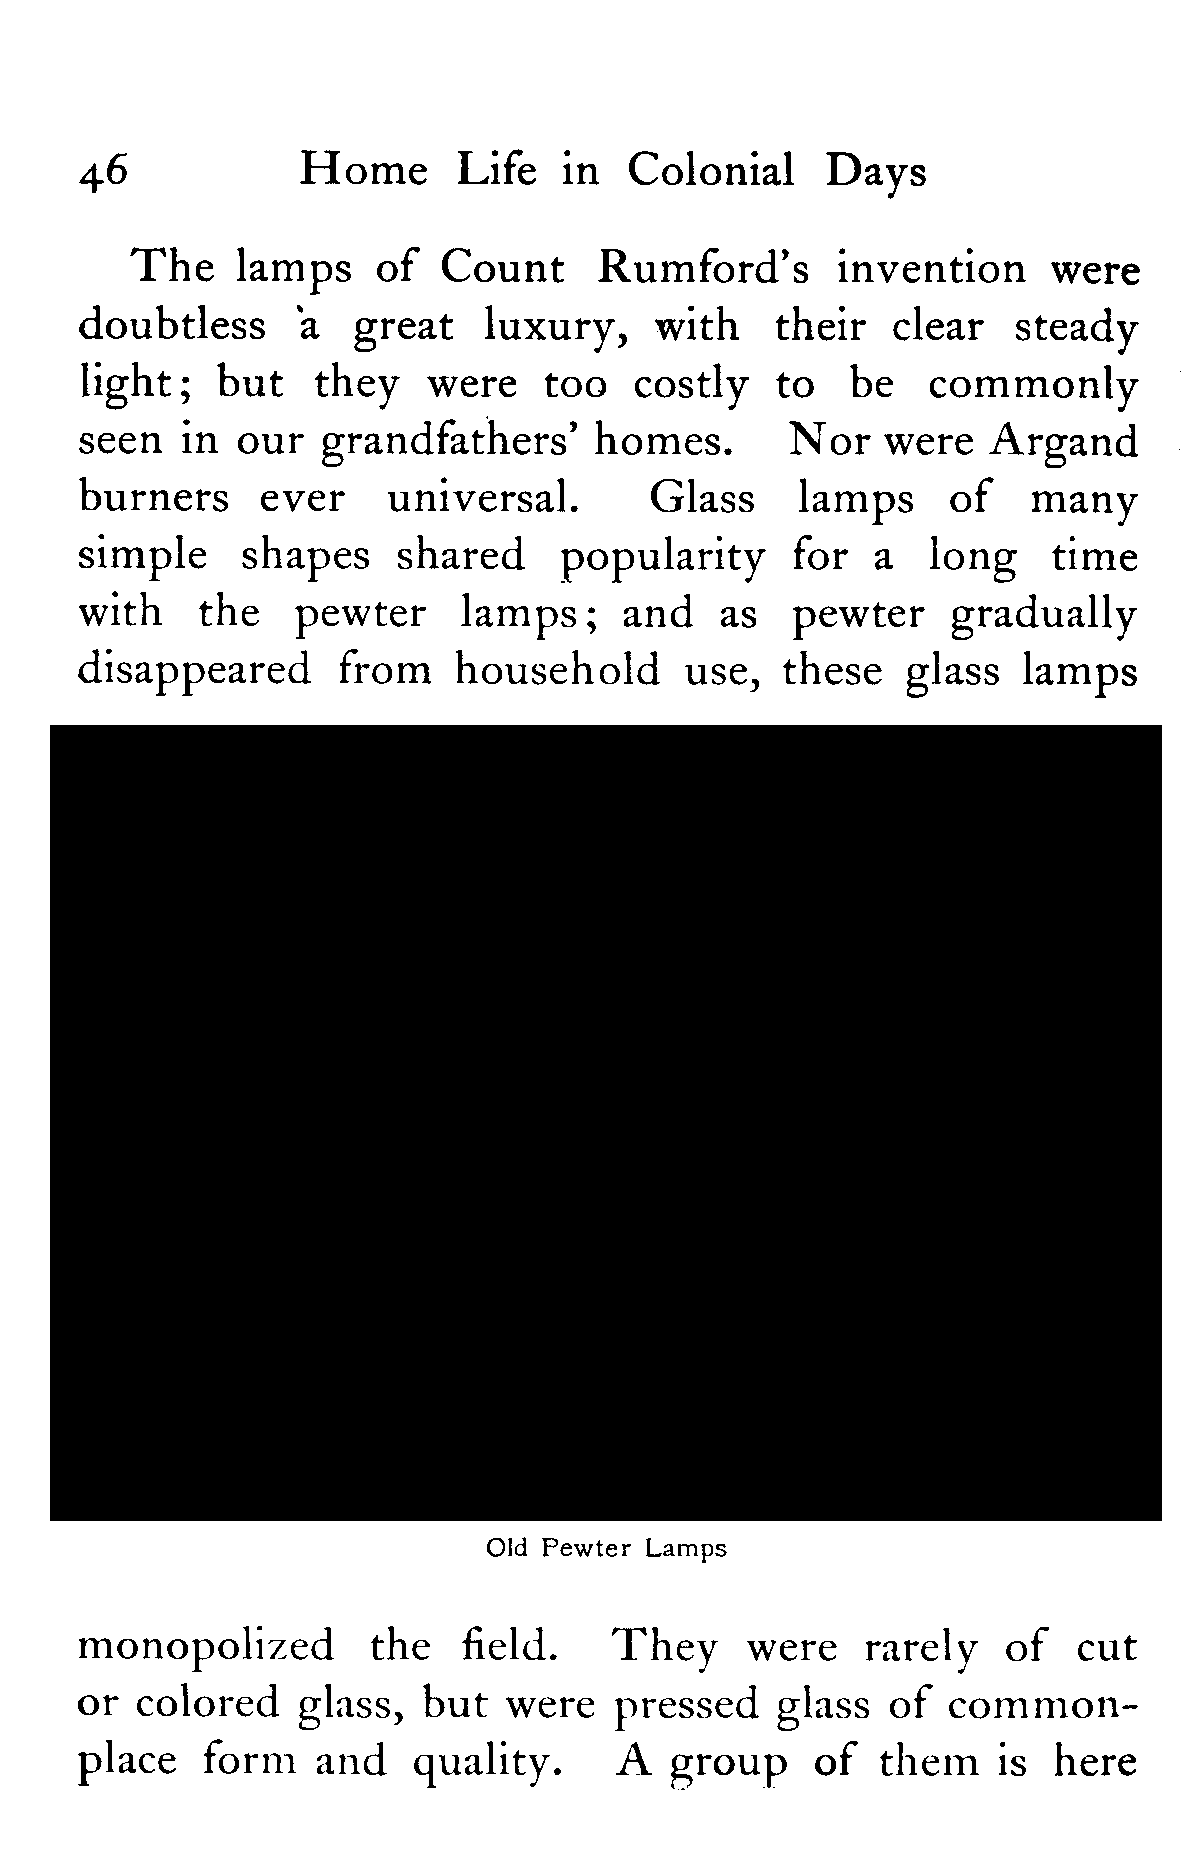 46 Home Life in Colonial Days
The lamps of Count Rumford's invention were
doubtless a great luxury, with their clear steady
light; but they were too costly to be commonly
seen in our grandfathers' homes. Nor were Argand
burners ever universal. Glass lamps of many
simple shapes shared popularity for a long time
with the pewter lamps; and as pewter gradually
disappeared from household use, these glass lamps
Old Pewter Lamps
monopolized the field. They were rarely of cut
or colored glass, but were pressed glass of common-
place form and quality. A group of them is here